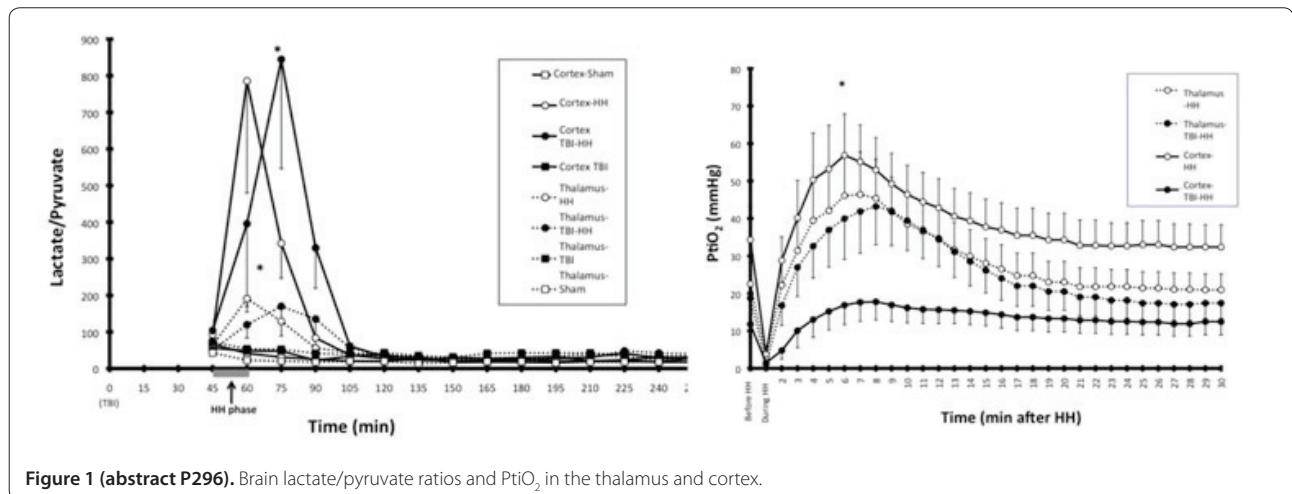 900
800
700
600
500
400
300
200
100
0
Lactate/Pyruvate
*
*
0 15 30 45 60 75 90 105 120 135 150 165 180 195 210 225 240
(TBI)
HH phase
Time (min)
Cortex-Sham
Cortex-HH
Cortex
TBI-HH
Cortex TBI
Thalamus-
HH
Thalamus-
TBI-HH
Thalamus-
TBI
Thalamus-
Sham
80
70
60
50
40
30
20
10
0
PtiO₂ (mmHg)
*
Before HH
During HH
2 3 4 5 6 7 8 9 10 11 12 13 14 15 16 17 18 19 20 21 22 23 24 25 26 27 28 29 30
Time (min after HH)
Thalamus
-HH
Thalamus-
TBI-HH
Cortex-
HH
Cortex-
TBI-HH
Figure 1 (abstract P296). Brain lactate/pyruvate ratios and PtiO₂ in the thalamus and cortex.